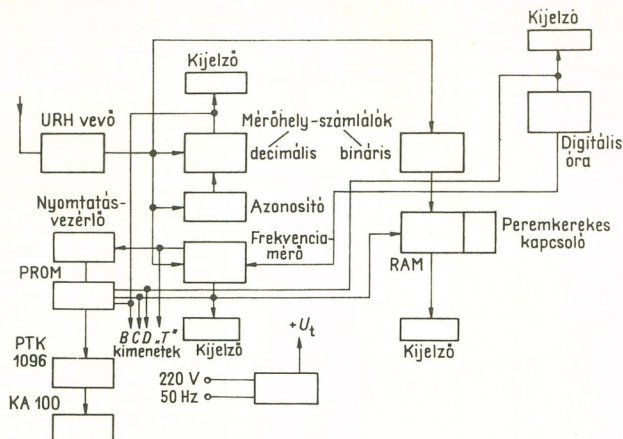 Kijelző
Kijelző
URH vevő
Mérőhely-számlálók
decimális
bináris
Digitális
óra
Nyomtatás-
vezérlő
Azonosító
Frekvencia-
mérő
Peremkerekes
kapcsoló
PROM
RAM
B C D „T"
kimenetek
Kijelző
+Ut
Kijelző
PTK
1096
220 V
50 Hz
KA 100